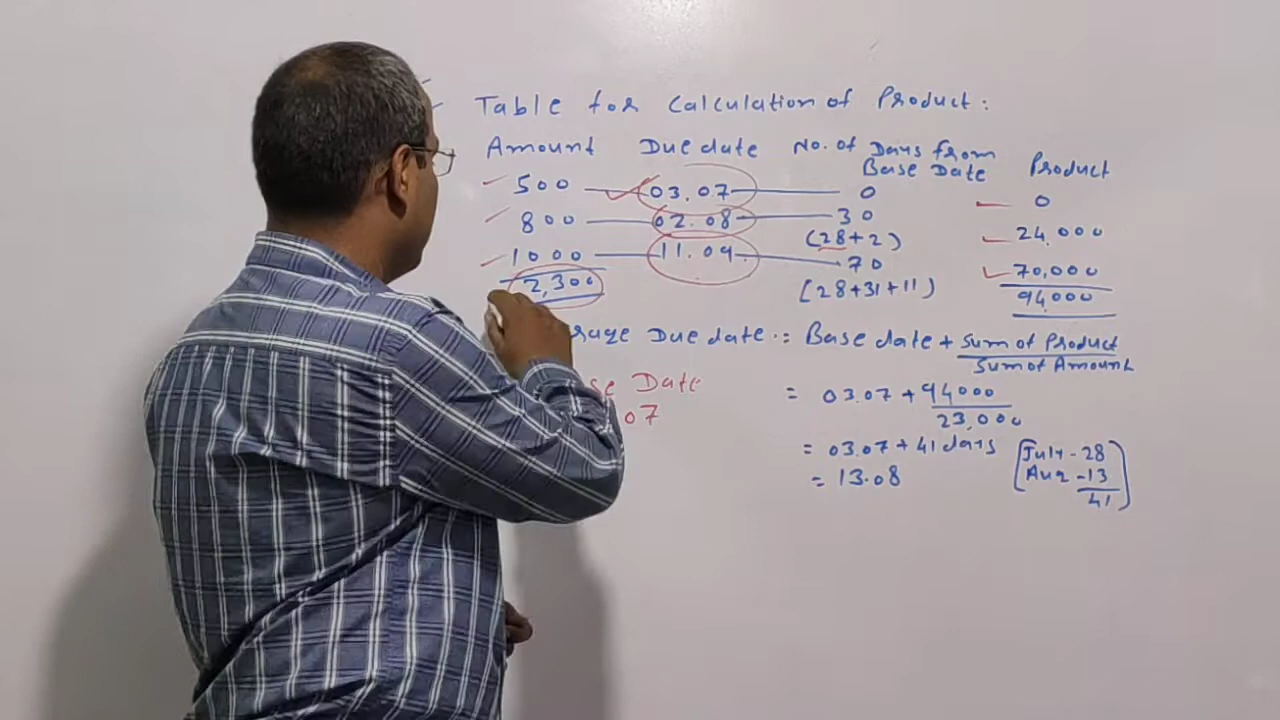 Table for Calculation of Product:
Amount Due date No. of Days from Base Date Product
500 03.07 0 0
800 02.08 30 24,000
(28+2)
1000 11.09 70 70,000
2,300 (28+31+11) 94,000
Due date := Base date + Sum of Product / Sum of Amount
Date
07
= 03.07 + 94000 / 23,000
= 03.07 + 41 days [July - 28
= 13.08 Aug - 13
41]